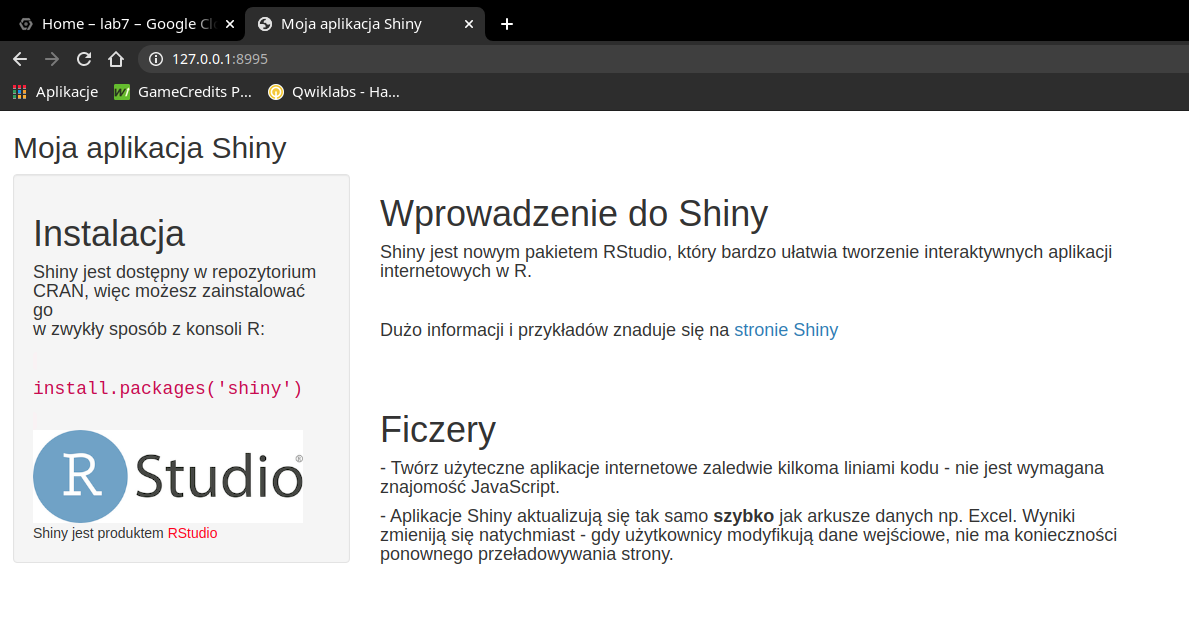 Home – lab7 – Google Clo
Moja aplikacja Shiny
127.0.0.1:8995
Aplikacje
GameCredits P...
Qwiklabs - Ha...
Moja aplikacja Shiny
Instalacja
Shiny jest dostępny w repozytorium
CRAN, więc możesz zainstalować
go
w zwykły sposób z konsoli R:
install.packages('shiny')
R Studio®
Shiny jest produktem RStudio
Wprowadzenie do Shiny
Shiny jest nowym pakietem RStudio, który bardzo ułatwia tworzenie interaktywnych aplikacji
internetowych w R.
Dużo informacji i przykładów znaduje się na stronie Shiny
Ficzery
- Twórz użyteczne aplikacje internetowe zaledwie kilkoma liniami kodu - nie jest wymagana
znajomość JavaScript.
- Aplikacje Shiny aktualizują się tak samo szybko jak arkusze danych np. Excel. Wyniki
zmieniją się natychmiast - gdy użytkownicy modyfikują dane wejściowe, nie ma konieczności
ponownego przeładowywania strony.